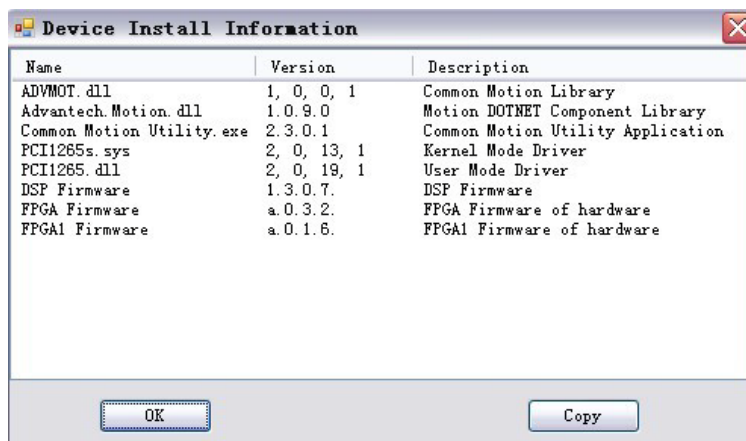 Device Install Information
Name Version Description
ADVMOT.dll 1, 0, 0, 1 Common Motion Library
Advantech.Motion.dll 1.0.9.0 Motion DOTNET Component Library
Common Motion Utility.exe 2.3.0.1 Common Motion Utility Application
PCI1265s.sys 2, 0, 13, 1 Kernel Mode Driver
PCI1265.dll 2, 0, 19, 1 User Mode Driver
DSP Firmware 1.3.0.7. DSP Firmware
FPGA Firmware a.0.3.2. FPGA Firmware of hardware
FPGA1 Firmware a.0.1.6. FPGA1 Firmware of hardware
OK Copy